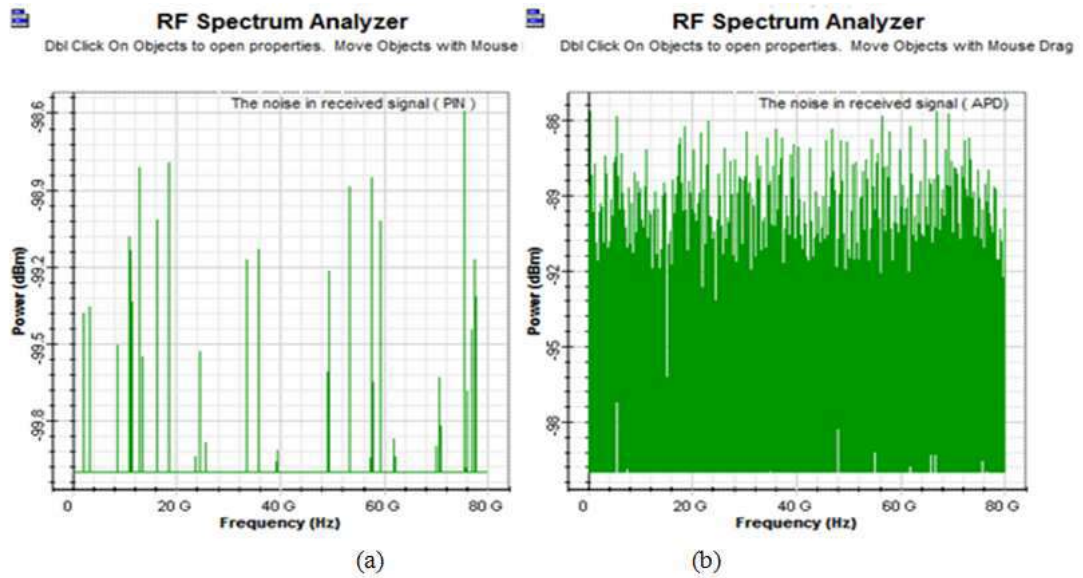 RF Spectrum Analyzer
Dbl Click On Objects to open properties. Move Objects with Mouse
The noise in received signal ( PIN )
Power (dBm)
-98.6
-98.9
-99.2
-99.5
-99.8
0 20 G 40 G 60 G 80 G
Frequency (Hz)
(a)
RF Spectrum Analyzer
Dbl Click On Objects to open properties. Move Objects with Mouse Drag
The noise in received signal ( APD)
Power (dBm)
-86
-89
-92
-95
-98
0 20 G 40 G 60 G 80 G
Frequency (Hz)
(b)